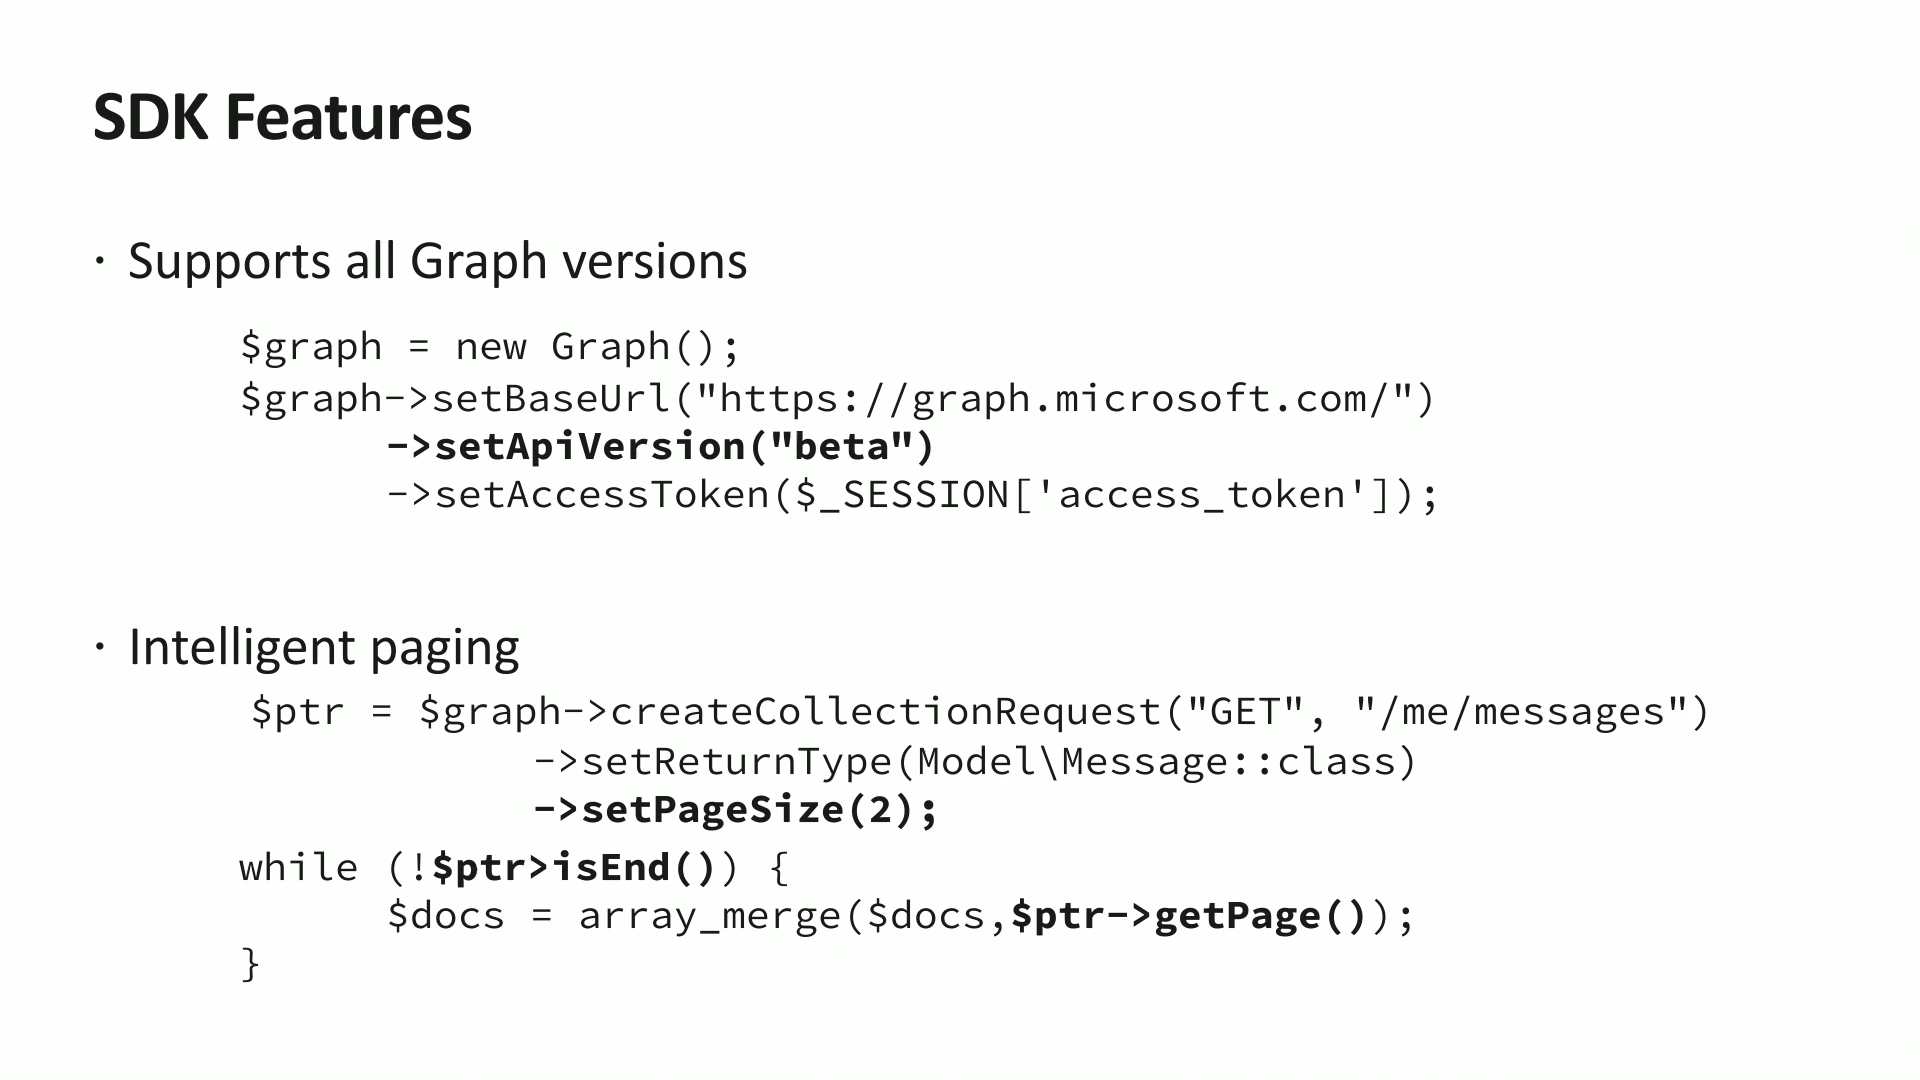 SDK Features
· Supports all Graph versions
$graph = new Graph();
$graph->setBaseUrl("https://graph.microsoft.com/")
->setApiVersion("beta")
->setAccessToken($_SESSION['access_token']);
· Intelligent paging
$ptr = $graph->createCollectionRequest("GET", "/me/messages")
->setReturnType(Model\Message::class)
->setPageSize(2);
while (!$ptr>isEnd()) {
$docs = array_merge($docs,$ptr->getPage());
}